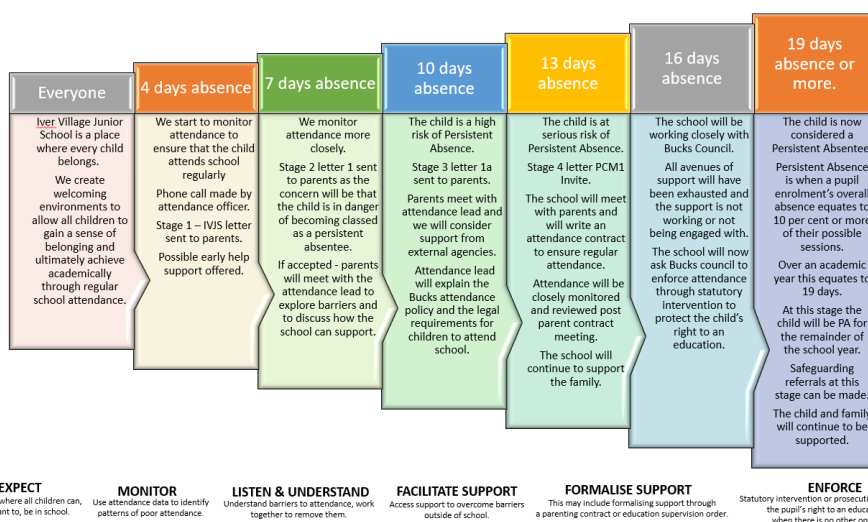 Everyone
Iver Village Junior
School is a place
where every child
belongs.
We create
welcoming
environments to
allow all children to
gain a sense of
belonging and
ultimately achieve
academically
through regular
school attendance.
4 days absence
We start to monitor
attendance to
ensure that the child
attends school
regularly
Phone call made by
attendance officer.
Stage 1 – IVJS letter
sent to parents.
Possible early help
support offered.
7 days absence
We monitor
attendance more
closely.
Stage 2 letter 1 sent
to parents as the
concern will be that
the child is in danger
of becoming classed
as a persistent
absentee.
If accepted - parents
will meet with the
attendance lead to
explore barriers and
to discuss how the
school can support.
10 days
absence
The child is a high
risk of Persistent
Absence.
Stage 3 letter 1a
sent to parents.
Parents meet with
attendance lead and
we will consider
support from
external agencies.
Attendance lead
will explain the
Bucks attendance
policy and the legal
requirements for
children to attend
school.
13 days
absence
The child is at
serious risk of
Persistent Absence.
Stage 4 letter PCM1
Invite.
The school will meet
with parents and
will write an
attendance contract
to ensure regular
attendance.
Attendance will be
closely monitored
and reviewed post
parent contract
meeting.
The school will
continue to support
the family.
16 days
absence
The school will be
working closely with
Bucks Council.
All avenues of
support will have
been exhausted and
the support is not
working or not
being engaged with.
The school will now
ask Bucks council to
enforce attendance
through statutory
intervention to
protect the child's
right to an
education.
19 days
absence or
more.
The child is now
considered a
Persistent Absentee
Persistent Absence
is when a pupil
enrolment's overall
absence equates to
10 per cent or more
of their possible
sessions.
Over an academic
year this equates to
19 days.
At this stage the
child will be PA for
the remainder of
the school year.
Safeguarding
referrals at this
stage can be made.
The child and family
will continue to be
supported.
EXPECT
where all children can,
to, be in school.
MONITOR
Use attendance data to identify
patterns of poor attendance.
LISTEN & UNDERSTAND
Understand barriers to attendance, work
together to remove them.
FACILITATE SUPPORT
Access support to overcome barriers
outside of school.
FORMALISE SUPPORT
This may include formalising support through
a parenting contract or education supervision order.
ENFORCE
Statutory intervention or
the pupil's right to an
when there is no other